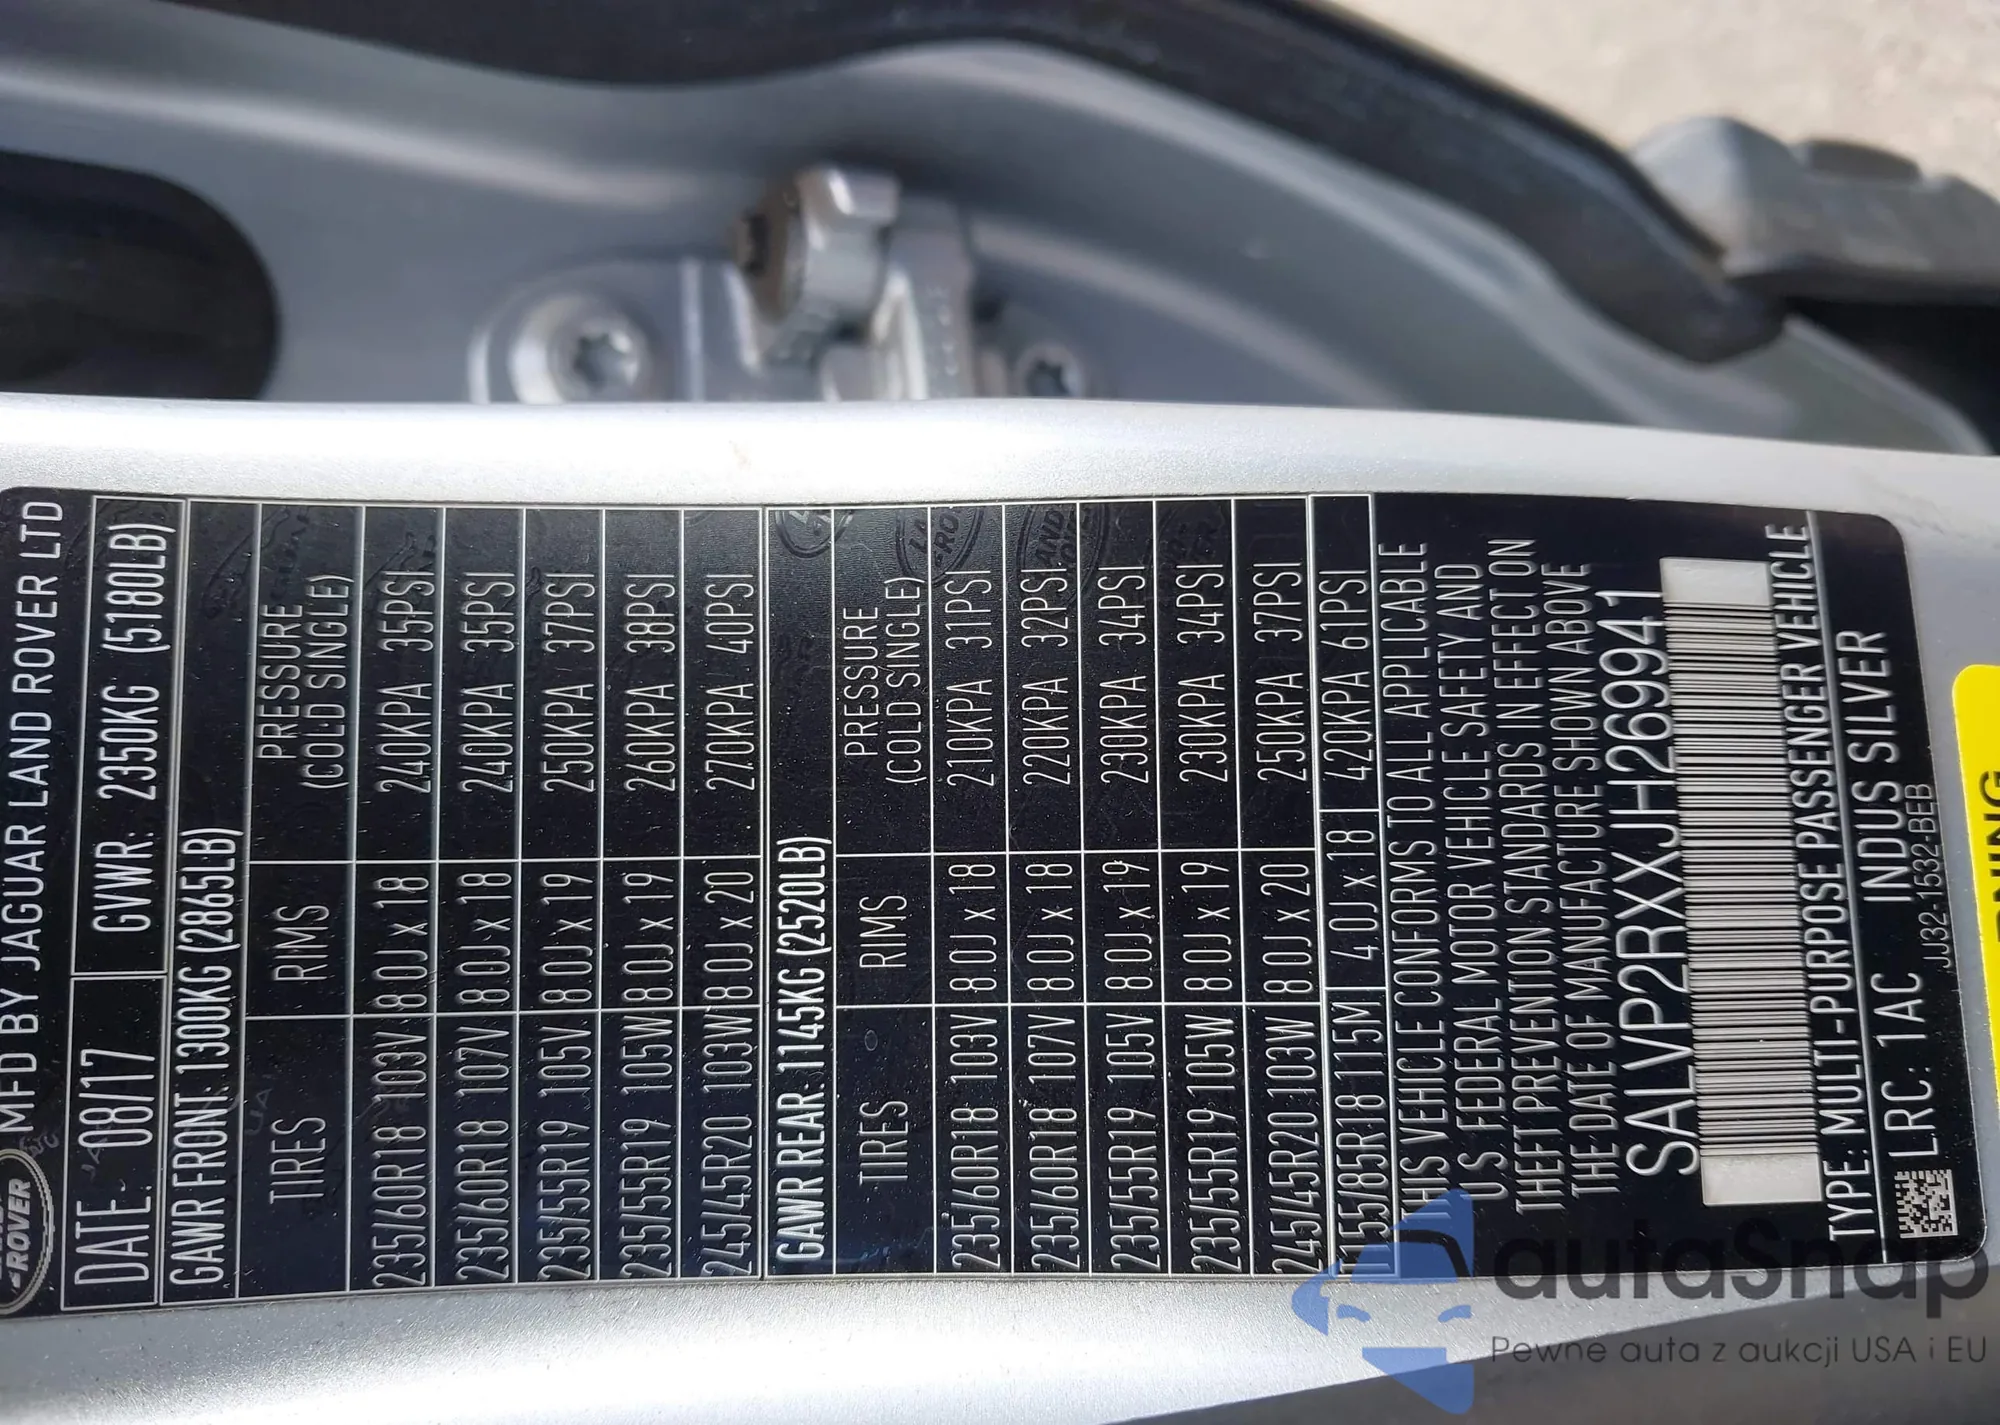 ROVER
MFD BY JAGUAR LAND ROVER LTD
DATE: 08/17 GVWR: 2350KG (5180LB)
GAWR FRONT: 1300KG (2865LB)
TIRES RIMS PRESSURE
(COLD SINGLE)
235/60R18 103V 8.0J x 18 240KPA 35PSI
235/60R18 107V 8.0J x 18 240KPA 35PSI
235/55R19 105V 8.0J x 19 250KPA 37PSI
235/55R19 105W 8.0J x 19 260KPA 38PSI
245/45R20 103W 8.0J x 20 270KPA 40PSI
GAWR REAR: 1145KG (2520LB)
TIRES RIMS PRESSURE
(COLD SINGLE)
235/60R18 103V 8.0J x 18 210KPA 31PSI
235/60R18 107V 8.0J x 18 220KPA 32PSI
235/55R19 105V 8.0J x 19 230KPA 34PSI
235/55R19 105W 8.0J x 19 230KPA 34PSI
245/45R20 103W 8.0J x 20 250KPA 37PSI
T155/85R18 115M 4.0J x 18 420KPA 61PSI
THIS VEHICLE CONFORMS TO ALL APPLICABLE
U.S. FEDERAL MOTOR VEHICLE SAFETY AND
THEFT PREVENTION STANDARDS IN EFFECT ON
THE DATE OF MANUFACTURE SHOWN ABOVE
SALVP2RXXJH269941
TYPE: MULTI-PURPOSE PASSENGER VEHICLE
LRC: 1AC INDUS SILVER
JJ32-1532-BEB
autaSnap
Pewne auta z aukcji USA i EU